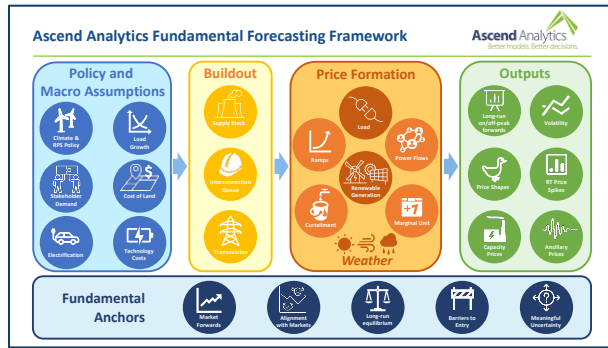 Ascend Analytics Fundamental Forecasting Framework
Ascend Analytics
Better models. Better decisions.
Policy and
Macro Assumptions
Climate &
RPS Policy
Load
Growth
Stakeholder
Demand
Cost of Land
Electrification
Technology
Costs
Buildout
Supply Stack
Interconnection
Queue
Transmission
Price Formation
Load
Ramps
Power Flows
Renewable
Generation
Curtailment
+1
Marginal Unit
Weather
Outputs
Long-run
on/off-peak
forwards
Volatility
Price Shapes
RT Price
Spikes
Capacity
Prices
Ancillary
Prices
Fundamental
Anchors
Market
Forwards
Alignment
with Markets
Long-run
equilibrium
Barriers to
Entry
Meaningful
Uncertainty